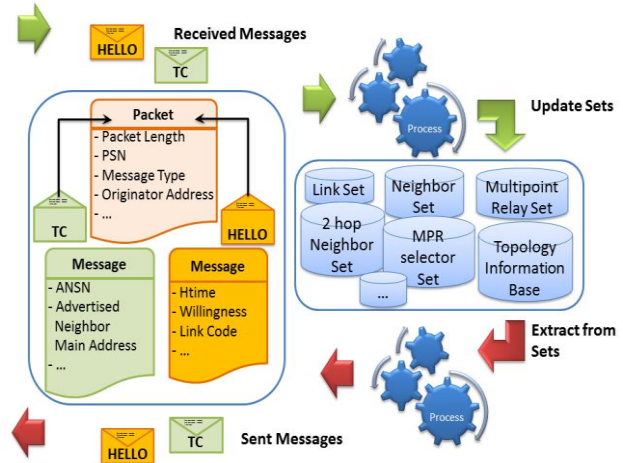 HELLO
Received Messages
TC
Packet
- Packet Length
- PSN
- Message Type
- Originator Address
- ...
TC
HELLO
Message
- ANSN
- Advertised
Neighbor
Main Address
- ...
Message
- Htime
- Willingness
- Link Code
- ...
Process
Update Sets
Link Set
Neighbor
Set
Multipoint
Relay Set
2 hop
Neighbor
Set
MPR
selector
Set
Topology
Information
Base
...
Extract from
Sets
Process
HELLO
TC
Sent Messages